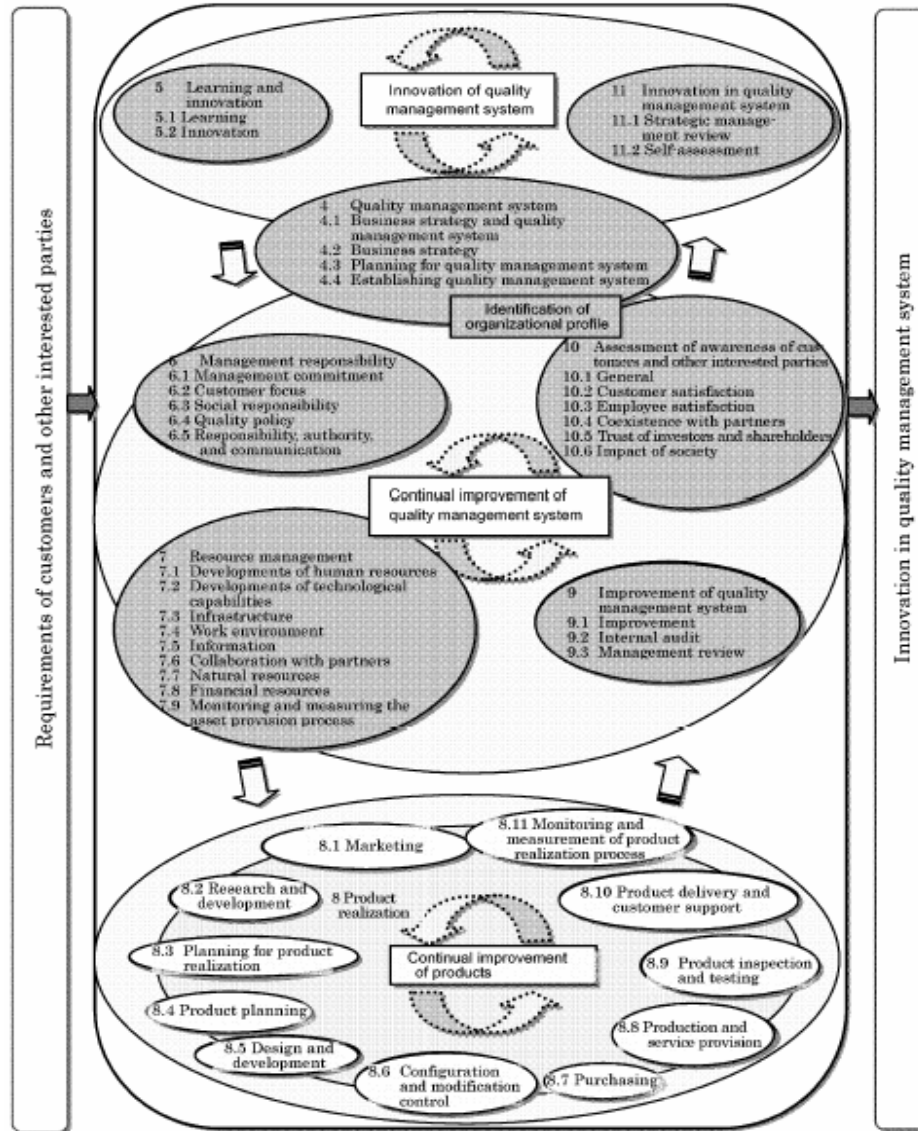 Requirements of customers and other interested parties
Innovation of quality
management system
5 Learning and
innovation
5.1 Learning
5.2 Innovation
11 Innovation in quality
management system
11.1 Strategic manage-
ment review
11.2 Self-assessment
4 Quality management system
4.1 Business strategy and quality
management system
4.2 Business strategy
4.3 Planning for quality management system
4.4 Establishing quality management system
Identification of
organizational profile
6 Management responsibility
6.1 Management commitment
6.2 Customer focus
6.3 Social responsibility
6.4 Quality policy
6.5 Responsibility, authority,
and communication
10 Assessment of awareness of cus-
tomers and other interested parties
10.1 General
10.2 Customer satisfaction
10.3 Employee satisfaction
10.4 Coexistence with partners
10.5 Trust of investors and shareholders
10.6 Impact of society
Continual improvement of
quality management system
7 Resource management
7.1 Developments of human resources
7.2 Developments of technological
capabilities
7.3 Infrastructure
7.4 Work environment
7.5 Information
7.6 Collaboration with partners
7.7 Natural resources
7.8 Financial resources
7.9 Monitoring and measuring the
asset provision process
9 Improvement of quality
management system
9.1 Improvement
9.2 Internal audit
9.3 Management review
8.1 Marketing
8.11 Monitoring and
measurement of product
realization process
8.2 Research and
development
8 Product
realization
8.10 Product delivery and
customer support
8.3 Planning for product
realization
Continual improvement
of products
8.9 Product inspection
and testing
8.4 Product planning
8.8 Production and
service provision
8.5 Design and
development
8.6 Configuration
and modification
control
8.7 Purchasing
Innovation in quality management system